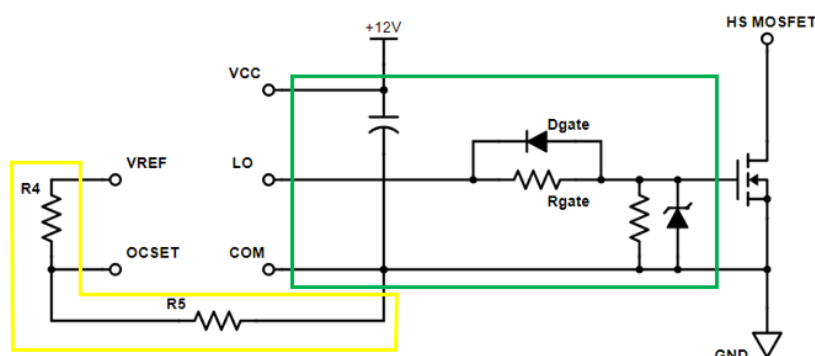 HS MOSFET
+12V
VCC
Dgate
VREF
LO
R4
Rgate
OCSET
COM
R5
GND